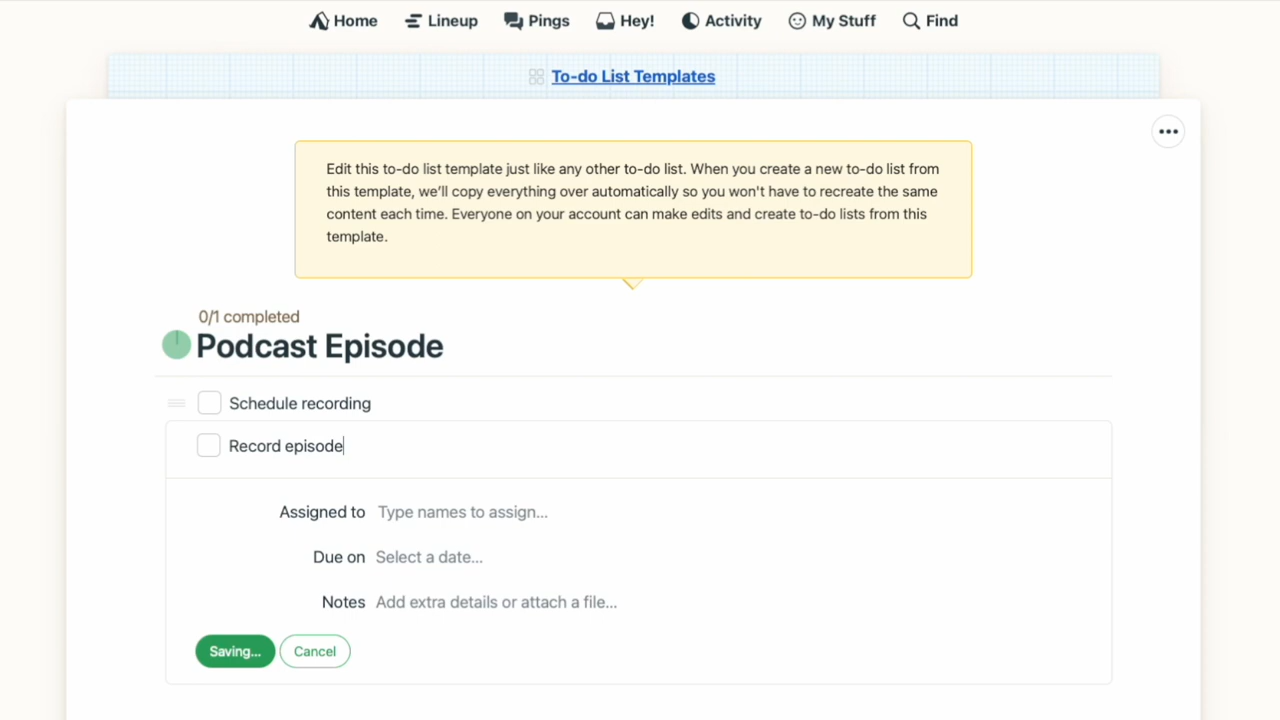 Home Lineup Pings Hey! Activity My Stuff Find
To-do List Templates
Edit this to-do list template just like any other to-do list. When you create a new to-do list from
this template, we’ll copy everything over automatically so you won't have to recreate the same
content each time. Everyone on your account can make edits and create to-do lists from this
template.
0/1 completed
Podcast Episode
Schedule recording
Record episode
Assigned to Type names to assign...
Due on Select a date...
Notes Add extra details or attach a file...
Saving... Cancel